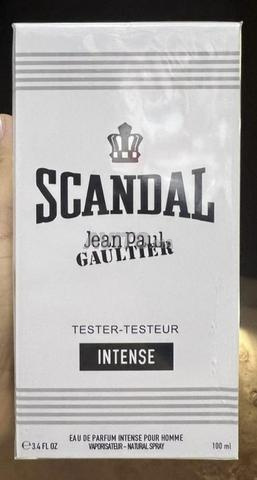 SCANDAL
Jean Paul
GAULTIER
TESTER-TESTEUR
INTENSE
EAU DE PARFUM INTENSE POUR HOMME
℮3.4 FL OZ VAPORISATEUR - NATURAL SPRAY 100 ml